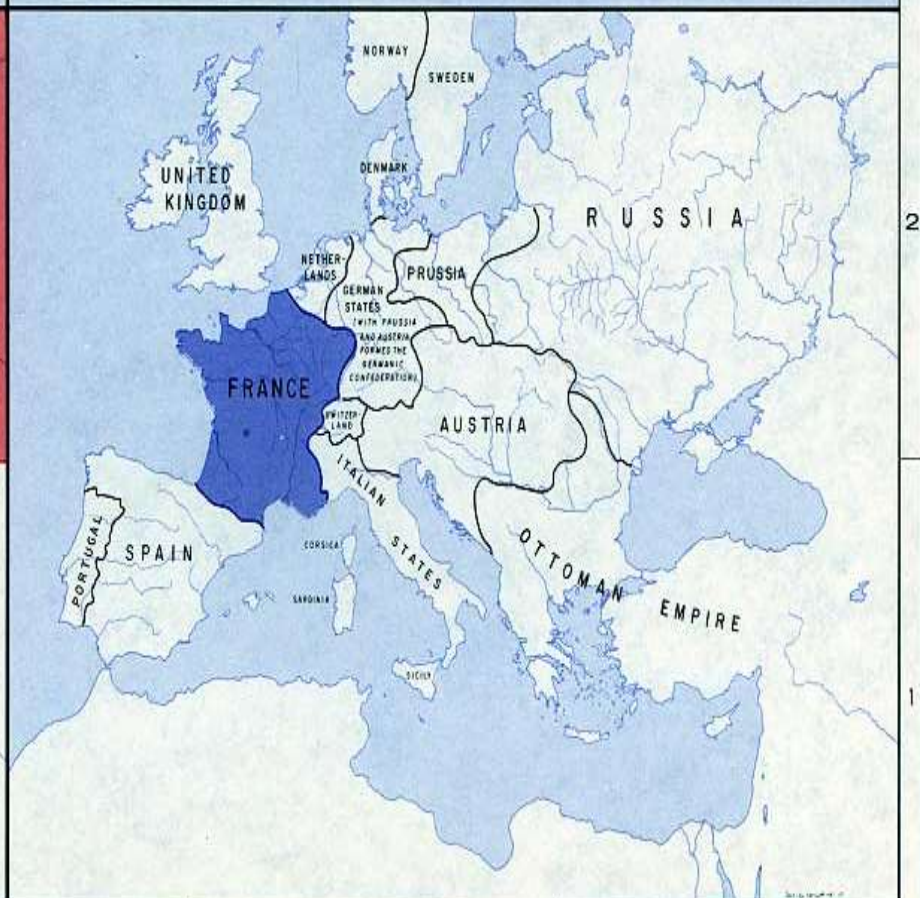 NORWAY
SWEDEN
DENMARK
UNITED
KINGDOM
RUSSIA
2
NETHER-
LANDS
PRUSSIA
GERMAN
STATES
(WITH PRUSSIA
AND AUSTRIA
FORMED THE
GERMANIC
CONFEDERATION)
FRANCE
SWITZER-
LAND
AUSTRIA
ITALIAN
STATES
PORTUGAL
SPAIN
CORSICA
SARDINIA
OTTOMAN
EMPIRE
SICILY
1